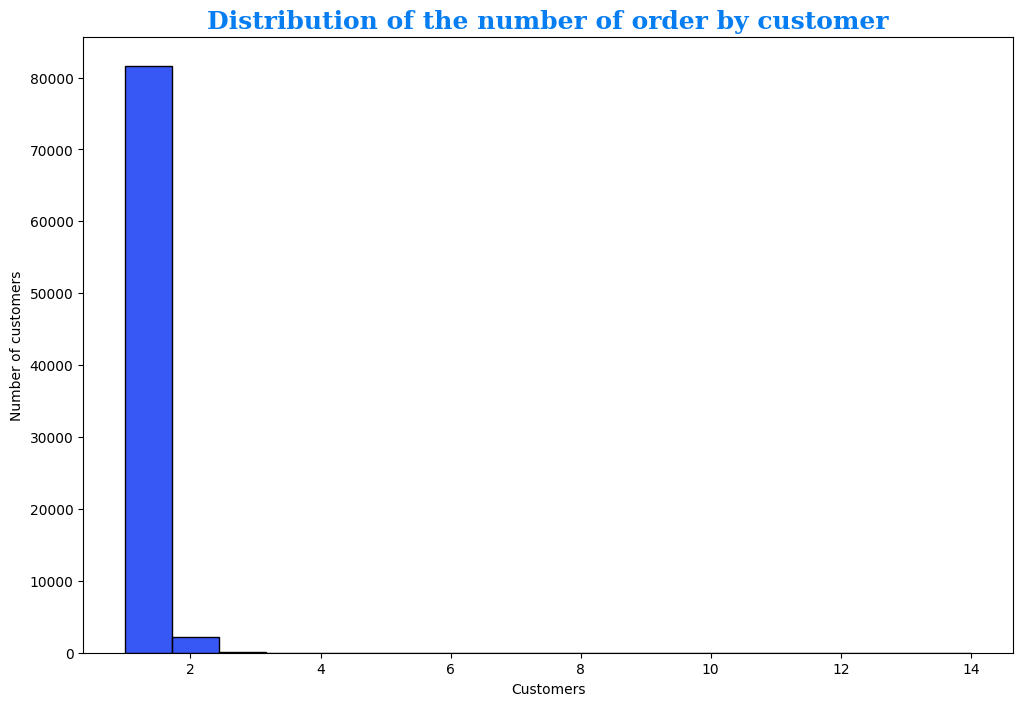 Distribution of the number of order by customer
80000
70000
60000
50000
40000
30000
20000
10000
0
Number of customers
2 4 6 8 10 12 14
Customers